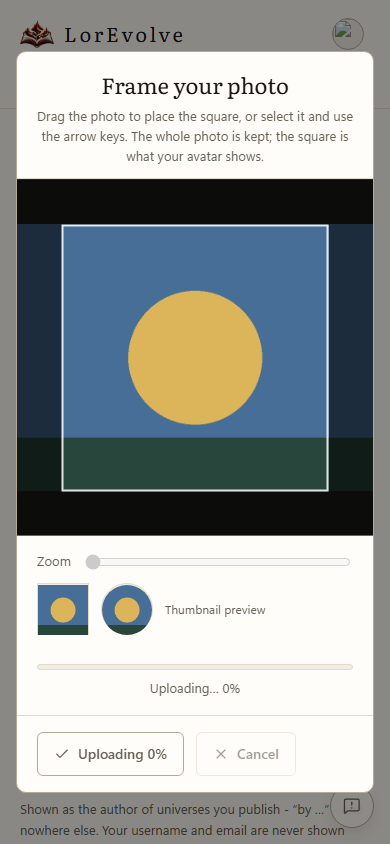 LorEvolve
Frame your photo
Drag the photo to place the square, or select it and use
the arrow keys. The whole photo is kept; the square is
what your avatar shows.
Zoom
Thumbnail preview
Uploading… 0%
Uploading 0%
Cancel
Shown as the author of universes you publish - “by …”
nowhere else. Your username and email are never shown